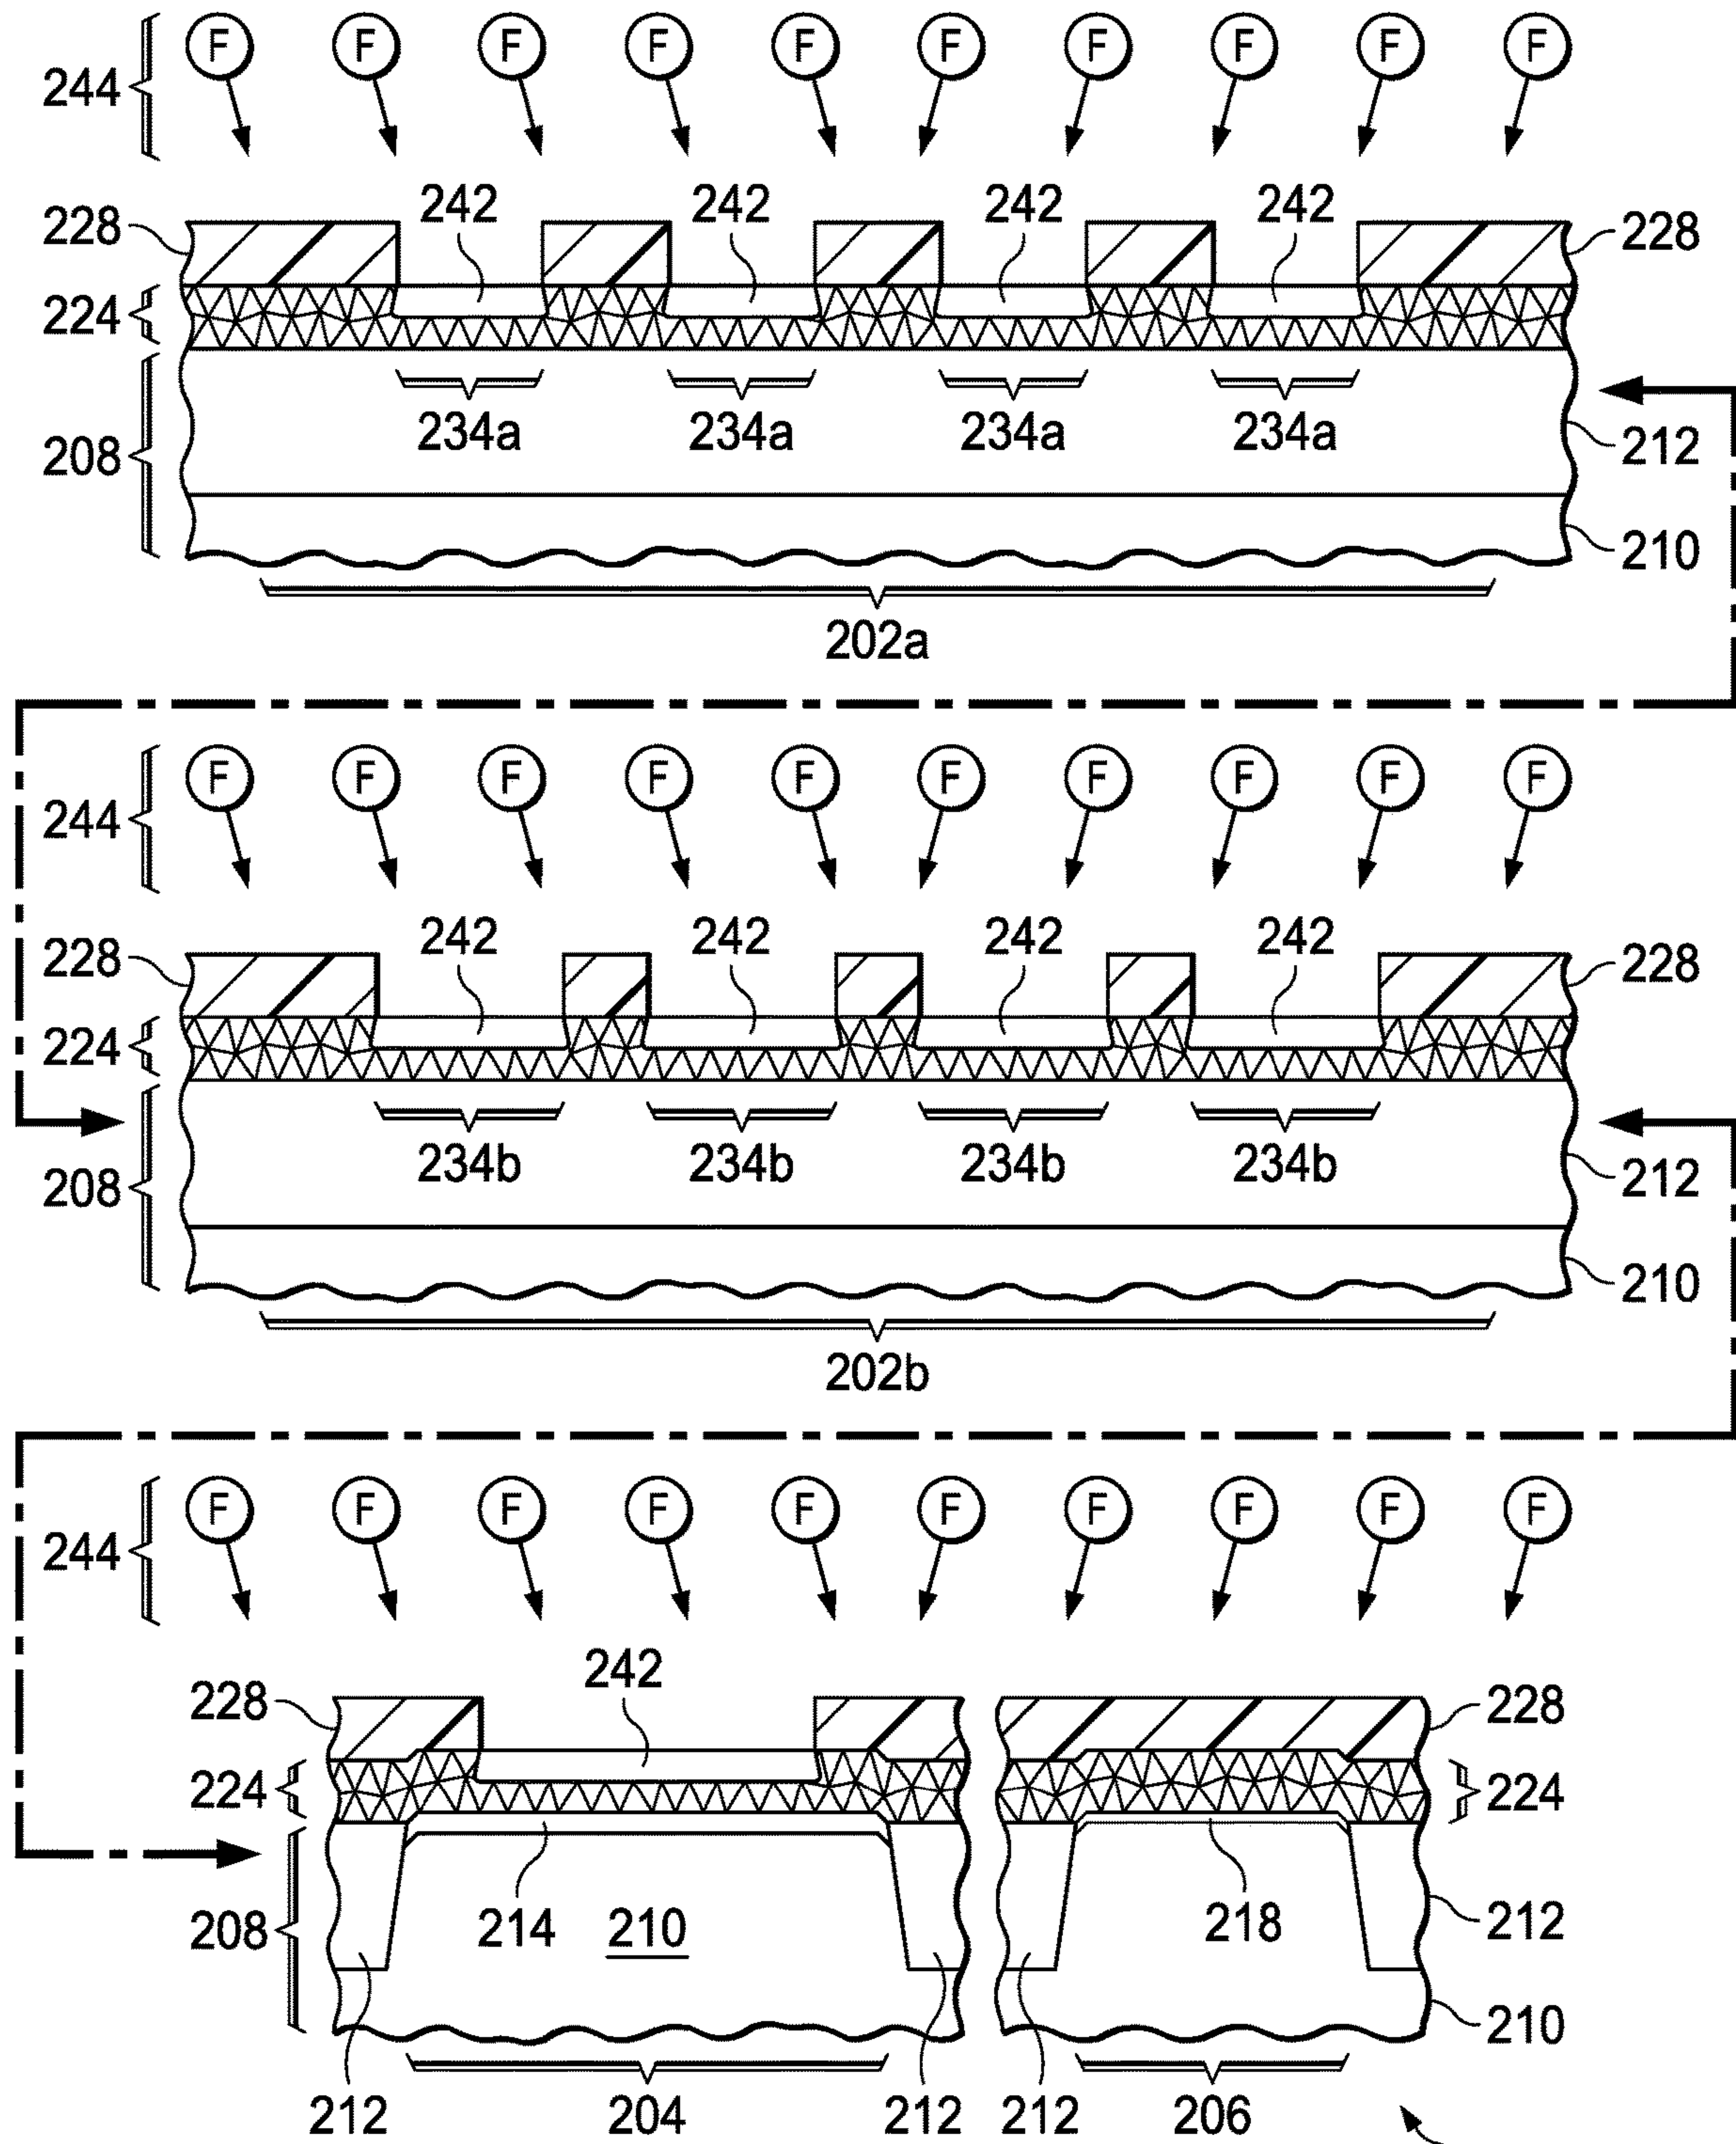 F F F F F F F F F F
244
242 242 242 242
228 228
224
234a 234a 234a 234a
208 212
210
202a
F F F F F F F F F F
244
242 242 242 242
228 228
224
234b 234b 234b 234b
208 212
210
202b
F F F F F F F F F F
244
242
228 228
224 224
214 210 218 212
208
210
212 204 212 212 206